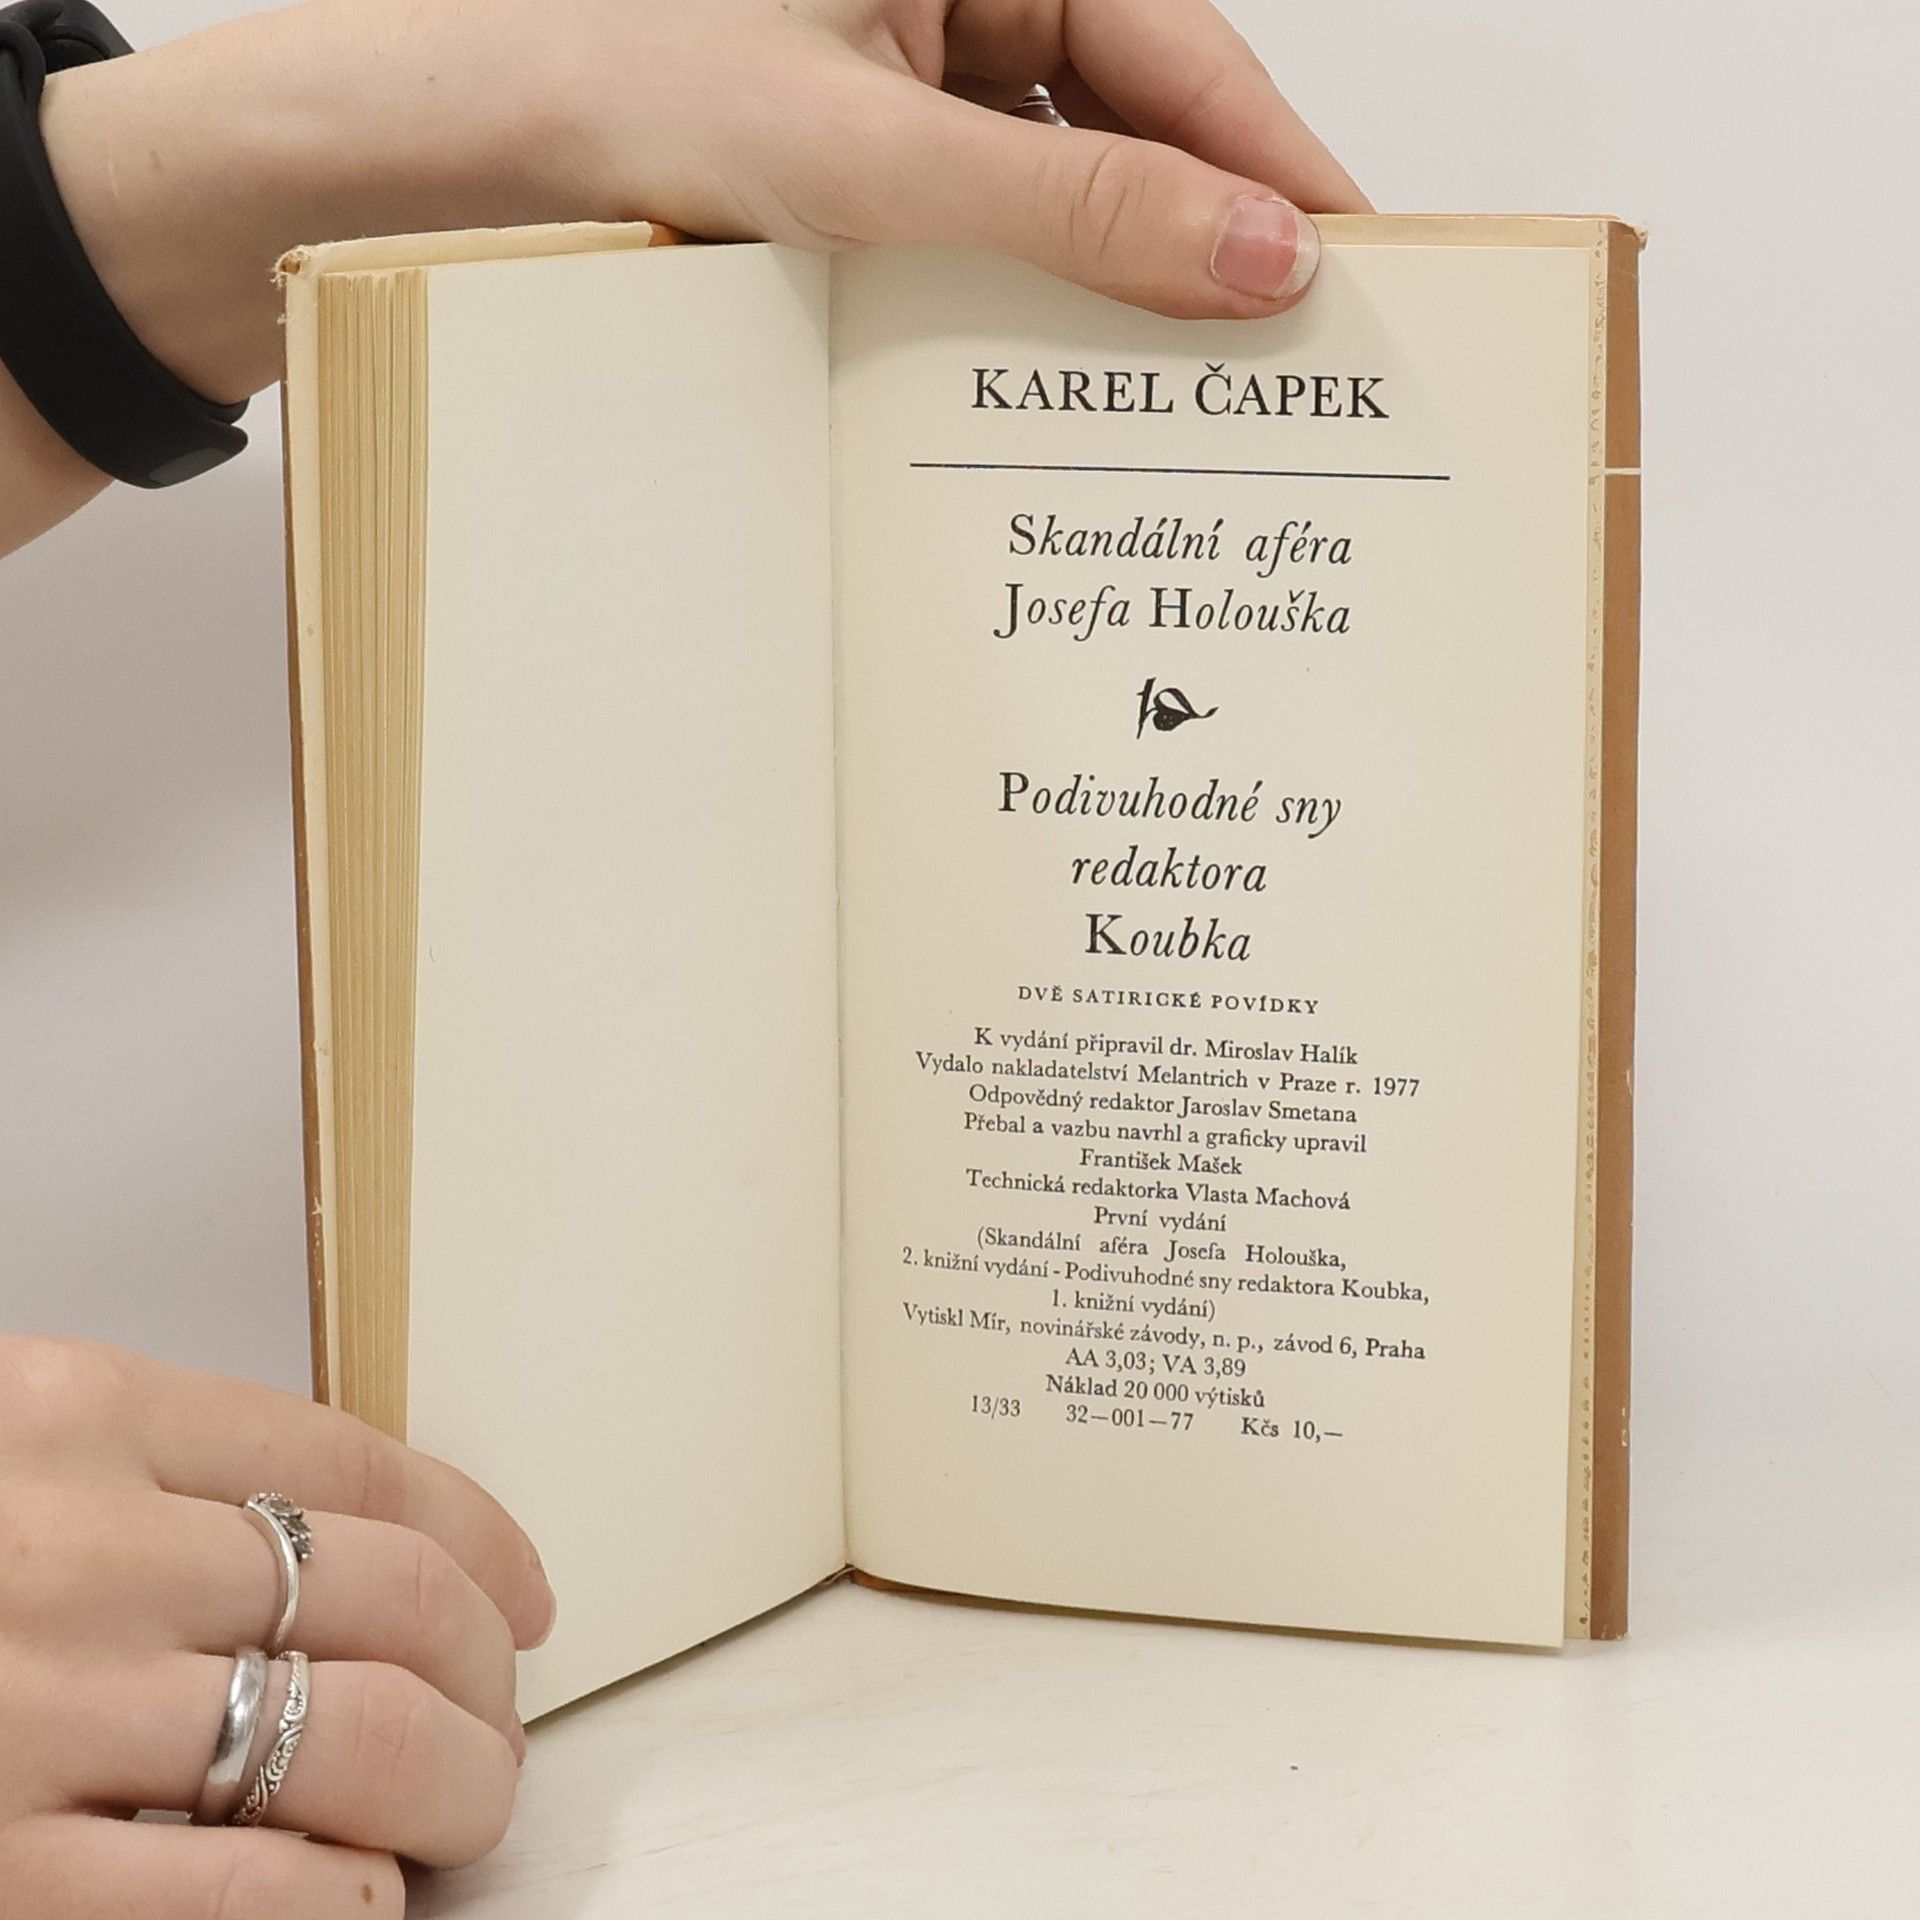 KAREL ČAPEK
Skandální aféra
Josefa Holouška
Podivuhodné sny
redaktora
Koubka
DVĚ SATIRICKÉ POVÍDKY
K vydání připravil dr. Miroslav Halík
Vydalo nakladatelství Melantrich v Praze r. 1977
Odpovědný redaktor Jaroslav Smetana
Přebal a vazbu navrhl a graficky upravil
František Mašek
Technická redaktorka Vlasta Machová
První vydání
(Skandální aféra Josefa Holouška,
2. knižní vydání - Podivuhodné sny redaktora Koubka,
1. knižní vydání)
Vytiskl Mír, novinářské závody, n. p., závod 6, Praha
AA 3,03; VA 3,89
Náklad 20 000 výtisků
13/33 32—001—77 Kčs 10,—